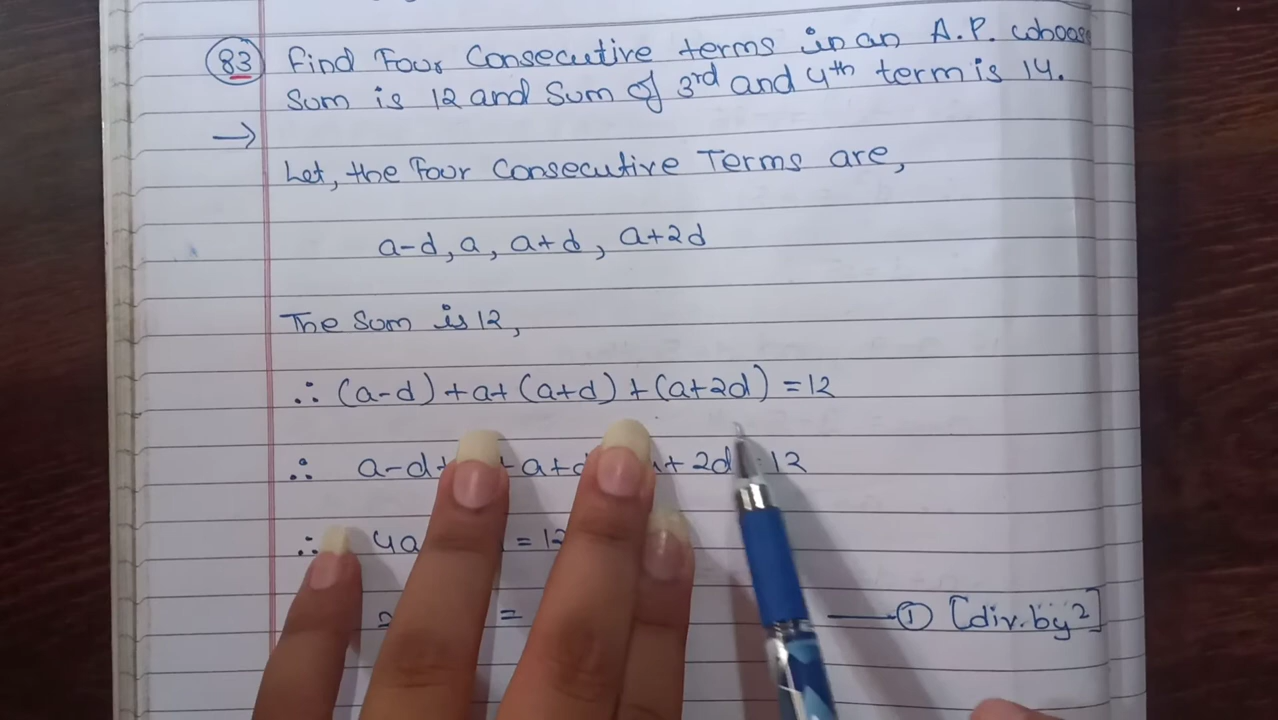 83 Find Four Consecutive terms in an A.P. whose
Sum is 12 and Sum of 3rd and 4th term is 14.
→
Let, the Four Consecutive Terms are,
a-d, a, a+d, a+2d
The Sum is 12,
∴ (a-d) + a + (a+d) + (a+2d) = 12
∴ a-d+ + a+d + 2d 12
∴ 4a = 12
= ① [div. by 2]